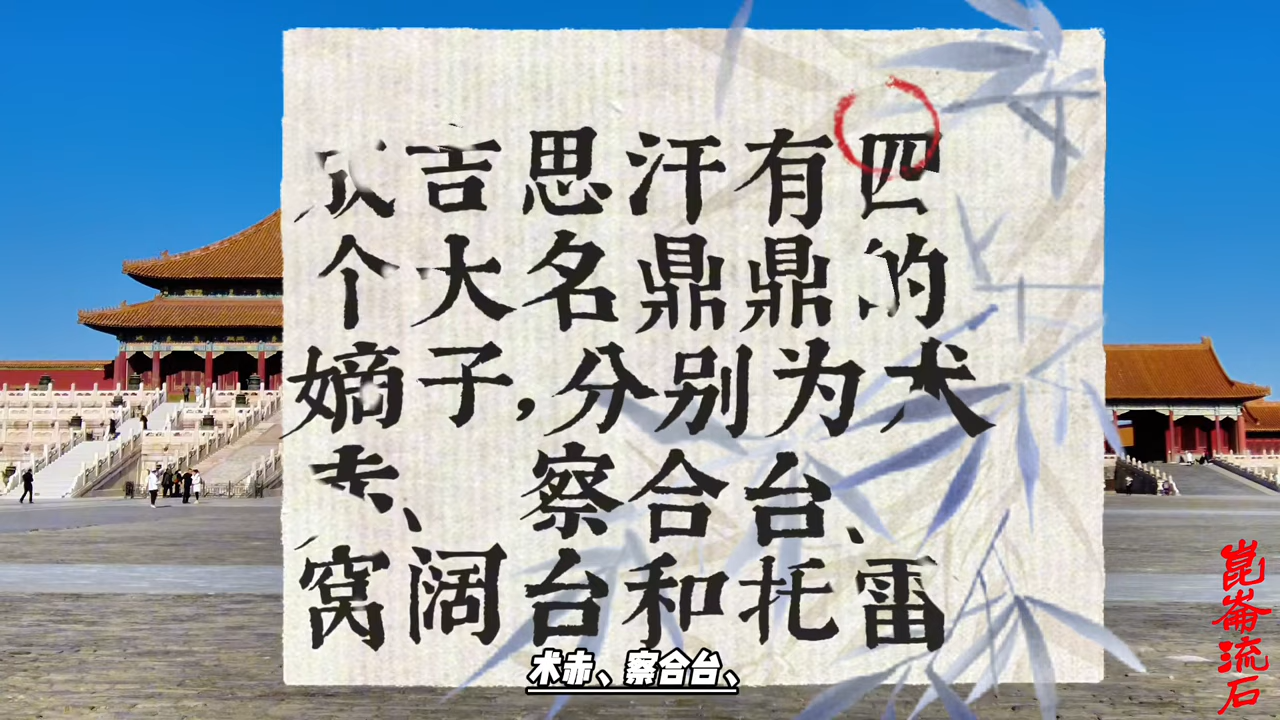 成吉思汗有四
个大名鼎鼎的
嫡子,分别为术
赤、察合台、
窝阔台和托雷
术赤、察合台、
崑崙流石